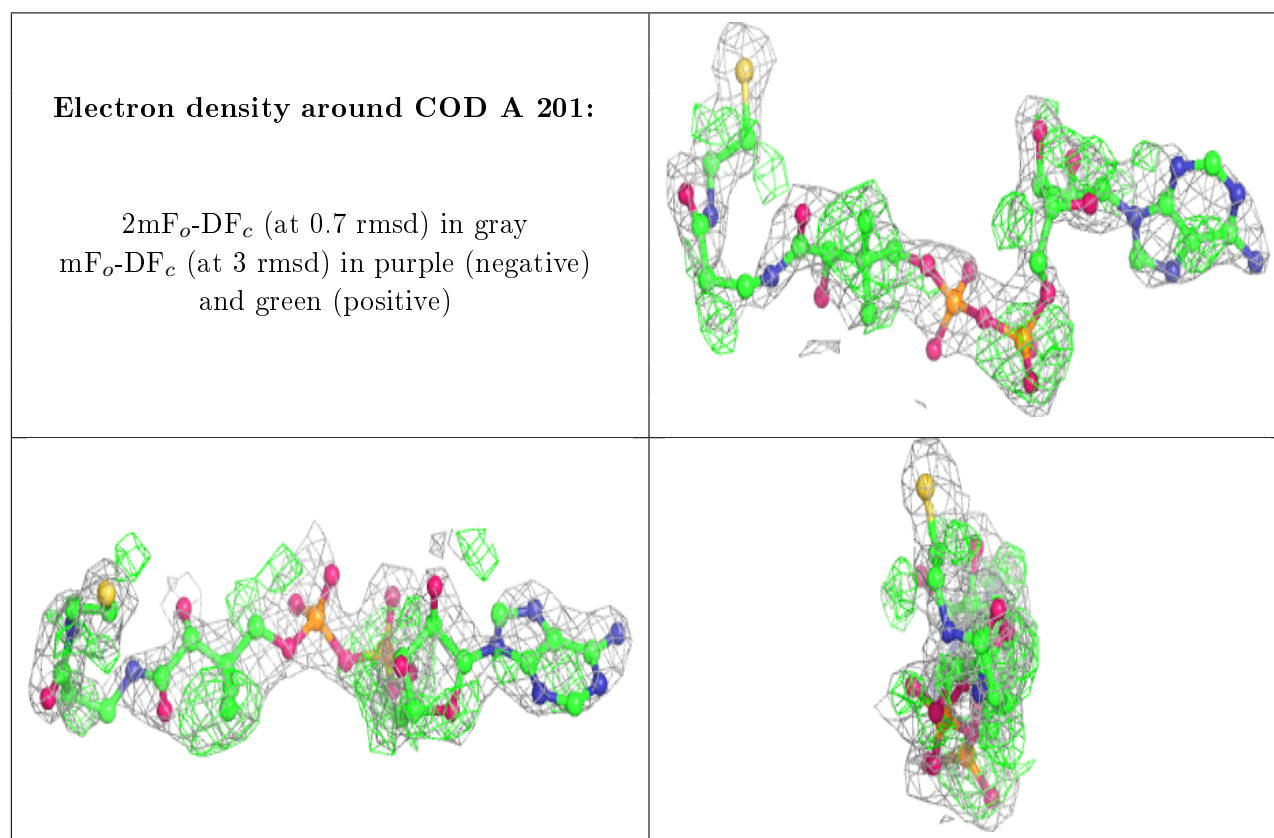 Electron density around COD A 201:
2mFo-DFc (at 0.7 rmsd) in gray
mFo-DFc (at 3 rmsd) in purple (negative)
and green (positive)